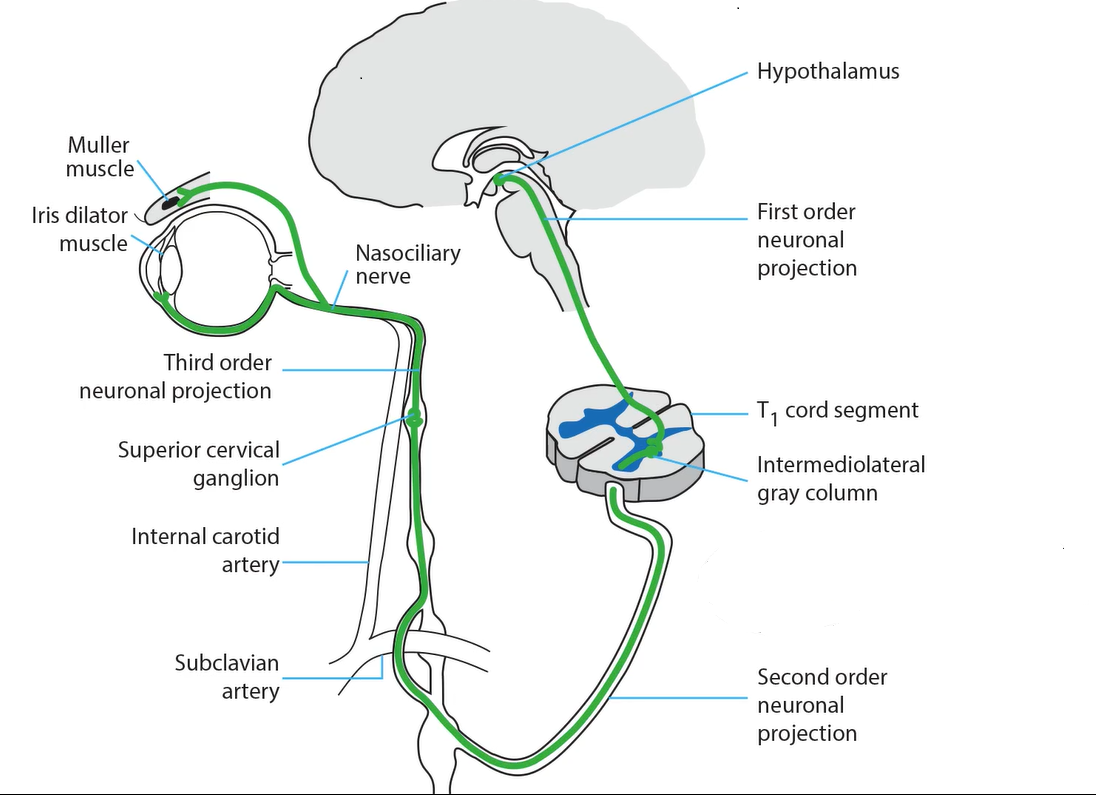 Hypothalamus
Muller
muscle
Iris dilator
muscle
First order
neuronal
projection
Nasociliary
nerve
Third order
neuronal projection
T1 cord segment
Superior cervical
ganglion
Intermediolateral
gray column
Internal carotid
artery
Subclavian
artery
Second order
neuronal
projection